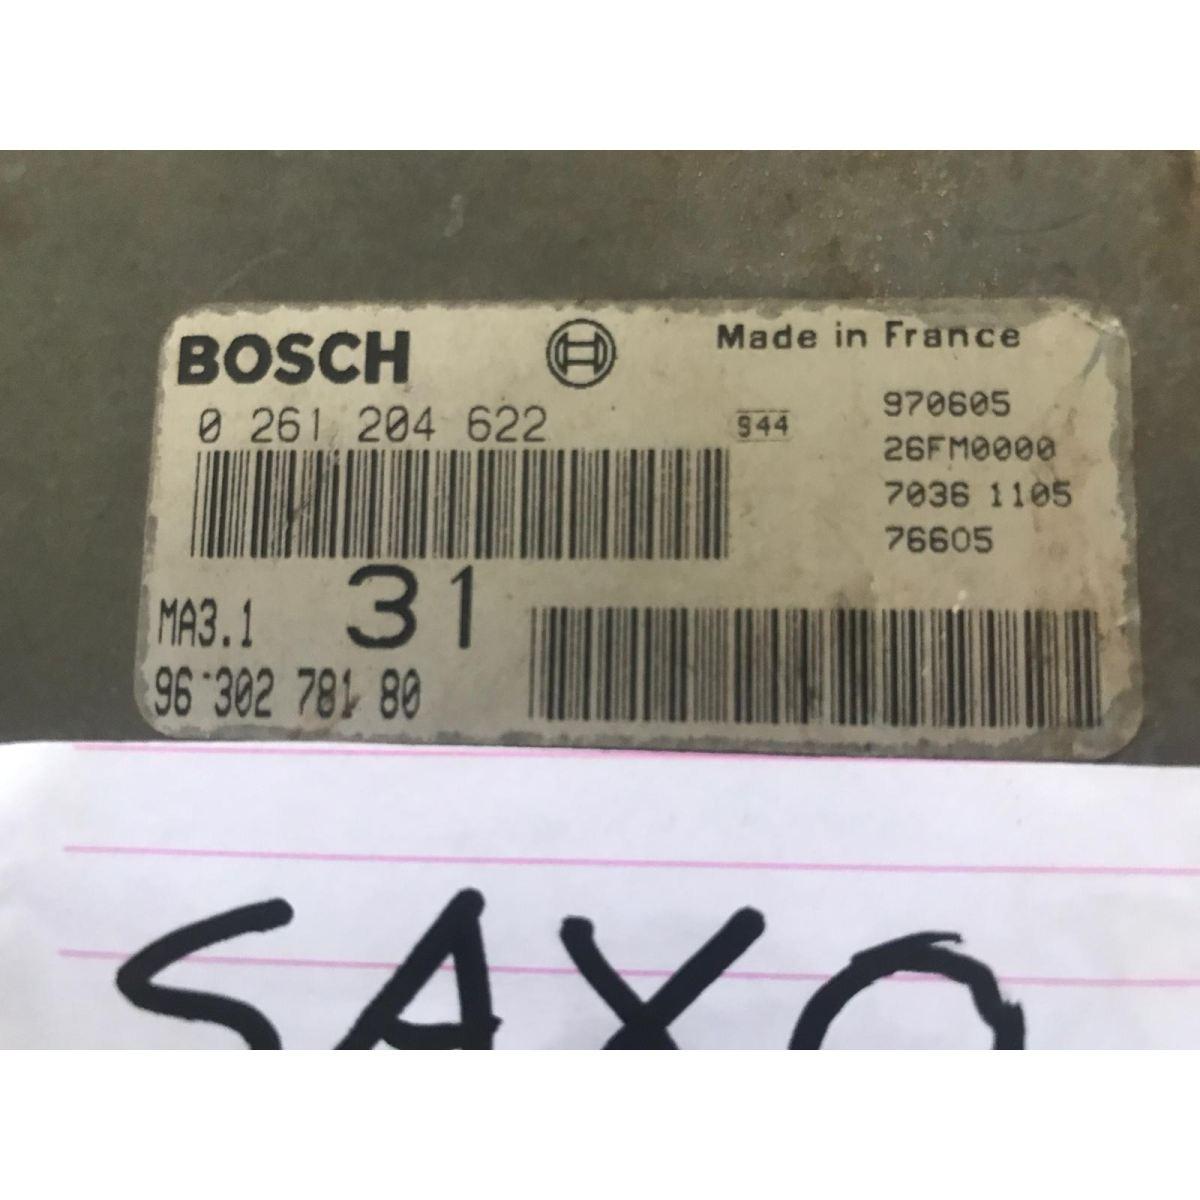 BOSCH
Made in France
0 261 204 622
S44
970605
26FM0000
7036 1105
76605
MA3.1
31
96 302 781 80
SAXO